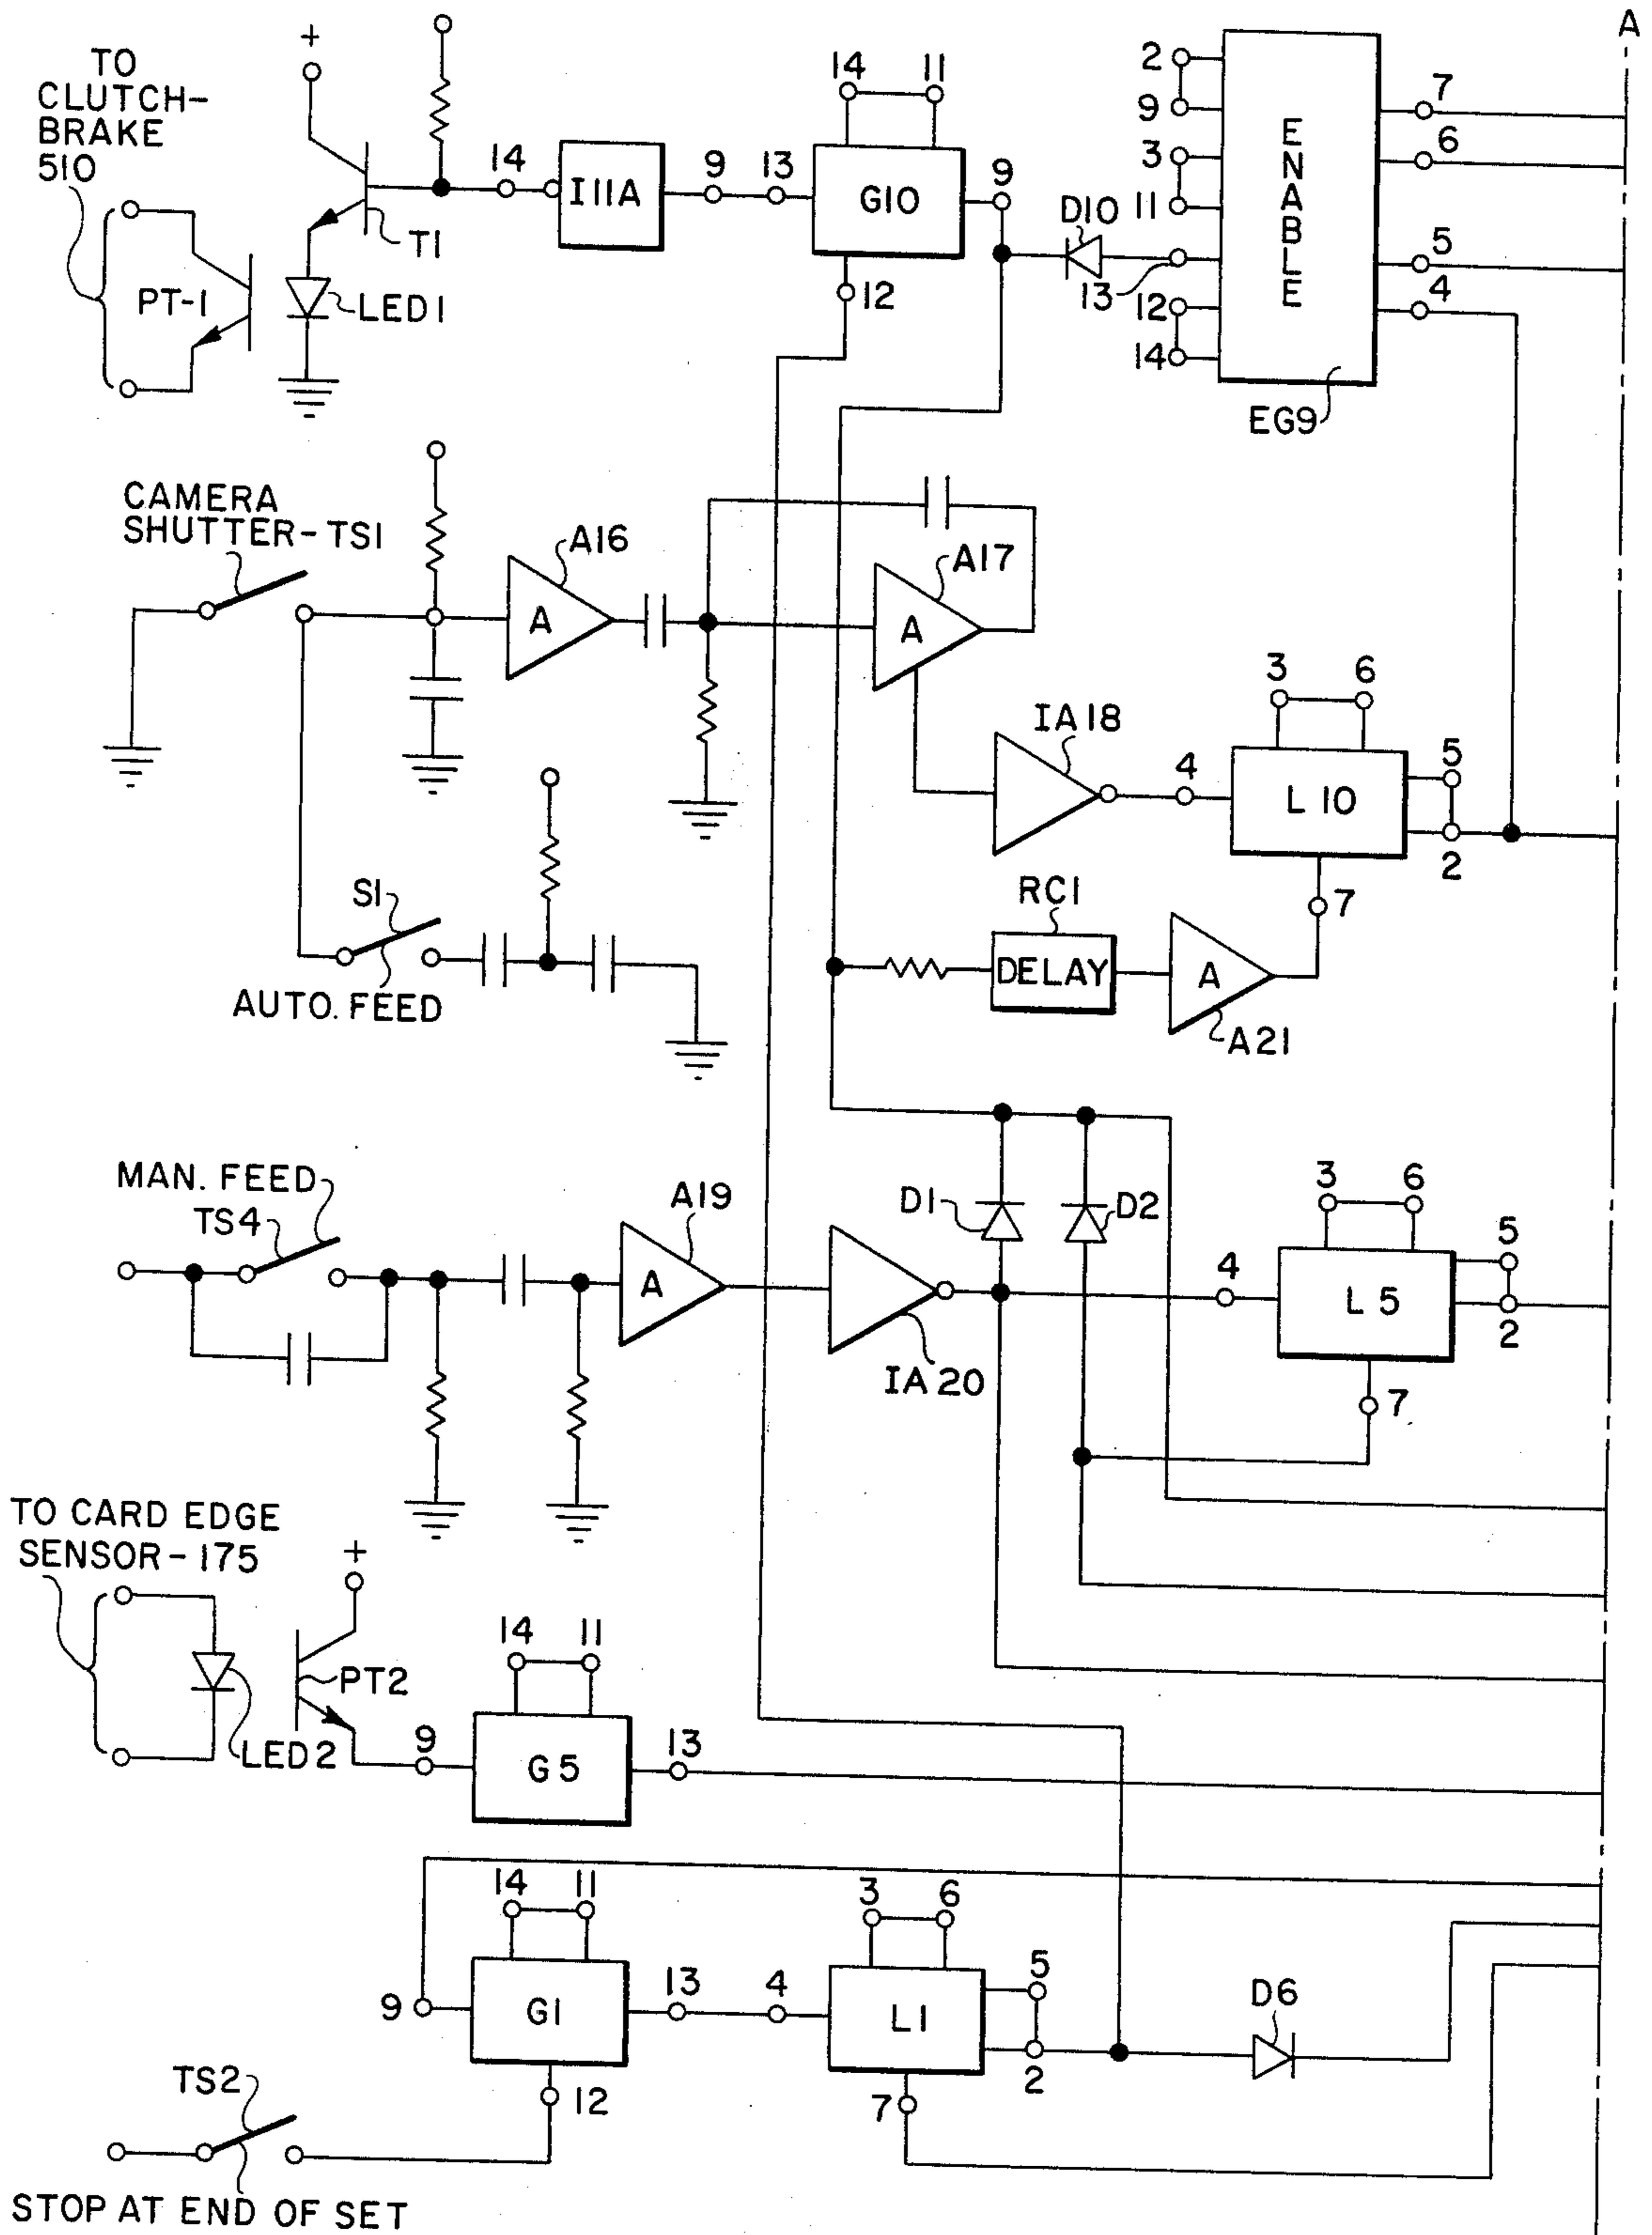 A
+
TO
CLUTCH-
BRAKE
510
PT-1
T1
LED1
14
I11A
9
13
14
11
G10
9
12
D10
2
9
3
11
13
12
14
ENABLE
7
6
5
4
EG9
CAMERA
SHUTTER-TS1
A16
A
A17
A
IA18
4
3
6
L10
5
2
7
S1
AUTO. FEED
RC1
DELAY
A
A21
MAN. FEED
TS4
A19
A
IA20
D1
D2
4
3
6
L5
5
2
7
TO CARD EDGE
SENSOR-175
+
PT2
LED2
9
14
11
G5
13
14
11
9
G1
13
12
4
3
6
L1
5
2
7
D6
TS2
STOP AT END OF SET